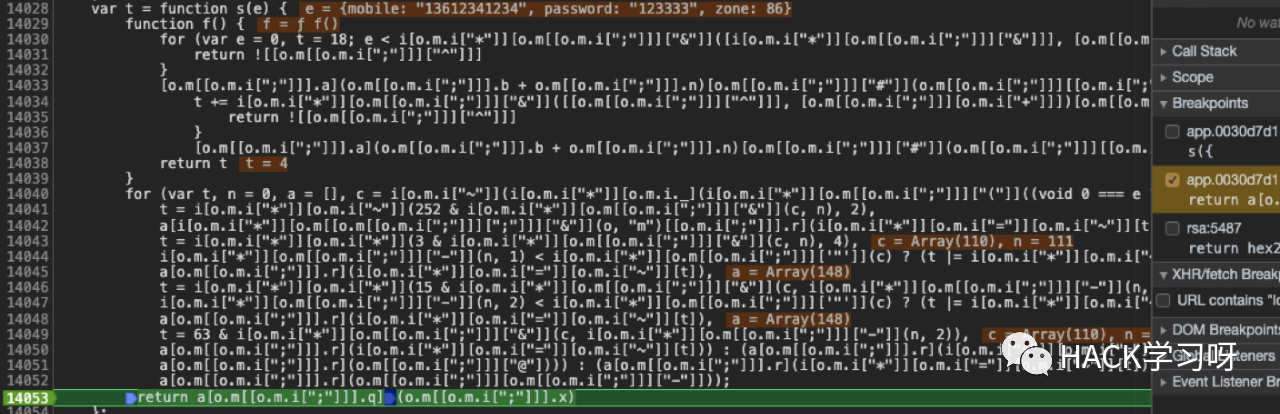 14028 var t = function s(e) { e = {mobile: "13612341234", password: "123333", zone: 86}
14029 function f() { f = ƒ f()
14030 for (var e = 0, t = 18; e < i[o.m.i["*"]][o.m[[o.m.i[";"]]]["&"]]([i[o.m.i["*"]][o.m[[o.m.i[";"]]]["&"]]], [o.m[[o.m
14031 return ![[o.m[[o.m.i[";"]]]["^"]]]
14032 }
14033 [o.m[[o.m.i[";"]]].a](o.m[[o.m.i[";"]]].b + o.m[[o.m.i[";"]]].n)[o.m[[o.m.i[";"]]]["#"]](o.m[[o.m.i[";"]]][[o.m
14034 t += i[o.m.i["*"]][o.m[[o.m.i[";"]]]["&"]]([[o.m[[o.m.i[";"]]]["^"]]], [o.m[[o.m.i[";"]]][o.m.i["+"]]])[o.m[[o.m
14035 return ![[o.m[[o.m.i[";"]]]["^"]]]
14036 }
14037 [o.m[[o.m.i[";"]]].a](o.m[[o.m.i[";"]]].b + o.m[[o.m.i[";"]]].n)[o.m[[o.m.i[";"]]]["#"]](o.m[[o.m.i[";"]]][[o.m
14038 return t t = 4
14039 }
14040 for (var t, n = 0, a = [], c = i[o.m.i["~"]](i[o.m.i["*"]][o.m.i._](i[o.m.i["*"]][o.m[[o.m.i[";"]]]["("]]((void 0 === e
14041 t = i[o.m.i["*"]][o.m.i["~"]](252 & i[o.m.i["*"]][o.m[[o.m.i[";"]]]["&"]](c, n), 2),
14042 a[i[o.m.i["*"]][o.m[[o.m.i[";"]]]["&"]](o, "m")[o.m[[o.m.i[";"]]].r](i[o.m.i["*"]][o.m.i["="]][o.m.i["~"]][t
14043 t = i[o.m.i["*"]][o.m.i["*"]](3 & i[o.m.i["*"]][o.m[[o.m.i[";"]]]["&"]](c, n), 4), c = Array(110), n = 111
14044 i[o.m.i["*"]][o.m[[o.m.i[";"]]]["-"]](n, 1) < i[o.m.i["*"]][o.m[[o.m.i[";"]]]['"']](c) ? (t |= i[o.m.i["*"]][o.m
14045 a[o.m[[o.m.i[";"]]].r](i[o.m.i["*"]][o.m.i["="]][o.m.i["~"]][t]), a = Array(148)
14046 t = i[o.m.i["*"]][o.m.i["*"]](15 & i[o.m.i["*"]][o.m[[o.m.i[";"]]]["&"]](c, i[o.m.i["*"]][o.m[[o.m.i[";"]]]["-"]](n,
14047 i[o.m.i["*"]][o.m[[o.m.i[";"]]]["-"]](n, 2) < i[o.m.i["*"]][o.m[[o.m.i[";"]]]['"']](c) ? (t |= i[o.m.i["*"]][o.m
14048 a[o.m[[o.m.i[";"]]].r](i[o.m.i["*"]][o.m.i["="]][o.m.i["~"]][t]), a = Array(148)
14049 t = 63 & i[o.m.i["*"]][o.m[[o.m.i[";"]]]["&"]](c, i[o.m.i["*"]][o.m[[o.m.i[";"]]]["-"]](n, 2)), c = Array(110), n =
14050 a[o.m[[o.m.i[";"]]].r](i[o.m.i["*"]][o.m.i["="]][o.m.i["~"]][t])) : (a[o.m[[o.m.i[";"]]].r](i[o.m
14051 a[o.m[[o.m.i[";"]]].r](o.m[[o.m.i[";"]]]["@"]))) : (a[o.m[[o.m.i[";"]]].r](i[o.m.i["*"]][o.m.i["="]]
14052 a[o.m[[o.m.i[";"]]].r](o.m[[o.m.i[";"]]][o.m[[o.m.i[";"]]]["-"]]));
14053 return a[o.m[[o.m.i[";"]]].q] (o.m[[o.m.i[";"]]].x)
14054 };
No wat
Call Stack
Scope
Breakpoints
app.0030d7d1
s({
app.0030d7d1
return a[o.
rsa:5487
return hex2
XHR/fetch Breakp
URL contains "lo
DOM Breakpoints
Global Listeners
Event Listener Br
HACK学习呀